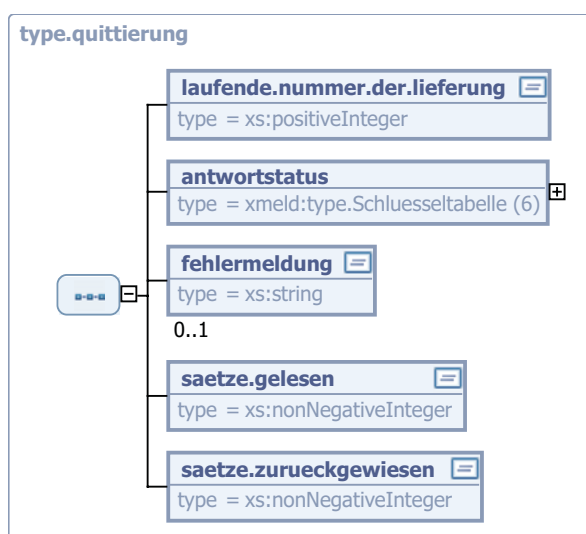 type.quittierung
laufende.nummer.der.lieferung
type = xs:positiveInteger
antwortstatus
type = xmeld:type.Schluesseltabelle (6)
fehlermeldung
type = xs:string
0..1
saetze.gelesen
type = xs:nonNegativeInteger
saetze.zurueckgewiesen
type = xs:nonNegativeInteger